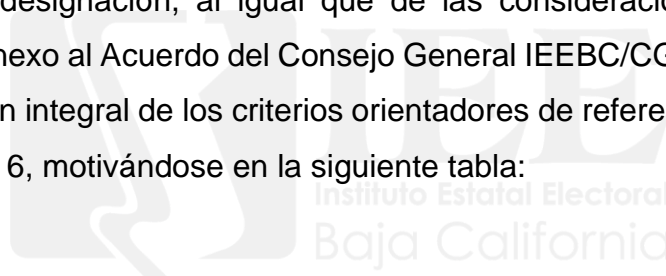 designación, al igual que de las consideracio
nexo al Acuerdo del Consejo General IEEBC/CG
n integral de los criterios orientadores de refere
6, motivándose en la siguiente tabla:
IEE
Instituto Estatal Electoral
Baja California